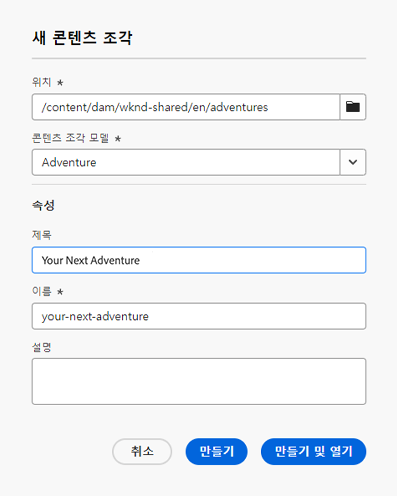 새 콘텐츠 조각
위치 *
/content/dam/wknd-shared/en/adventures
콘텐츠 조각 모델 *
Adventure
속성
제목
Your Next Adventure
이름 *
your-next-adventure
설명
취소 만들기 만들기 및 열기